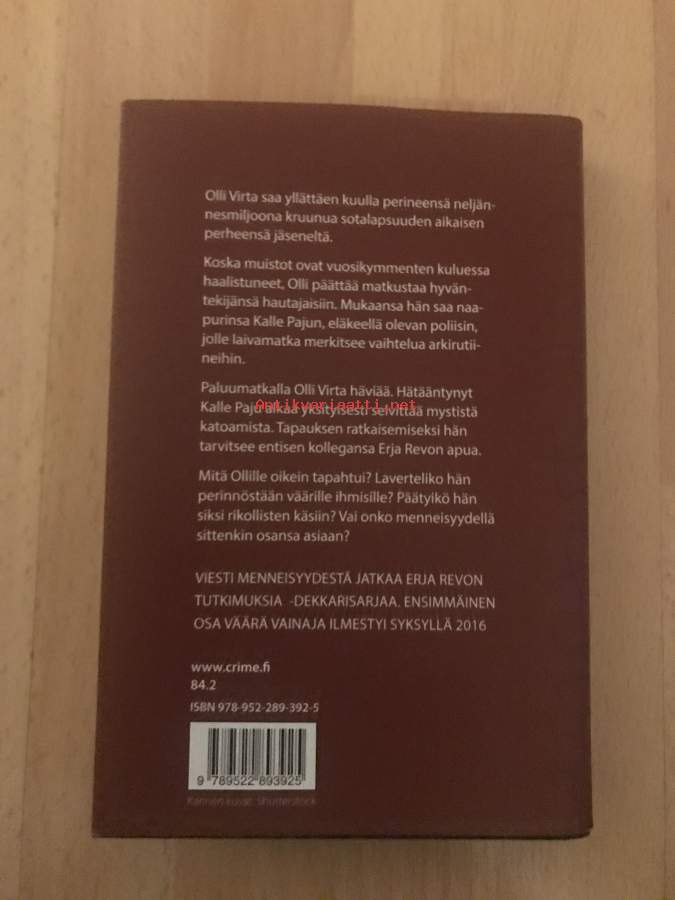 Olli Virta saa yllättäen kuulla perineensä neljän-
nesmiljoona kruunua sotalapsuuden aikaisen
perheensä jäseneltä.
Koska muistot ovat vuosikymmenten kuluessa
haalistuneet, Olli päättää matkustaa hyvän-
tekijänsä hautajaisiin. Mukaansa hän saa naa-
purinsa Kalle Pajun, eläkeellä olevan poliisin,
jolle laivamatka merkitsee vaihtelua arkirutii-
neihin.
Paluumatkalla Olli Virta häviää. Hätääntynyt
Antikvariaatti.net
Kalle Paju alkaa yksityisesti selvittää mystistä
katoamista. Tapauksen ratkaisemiseksi hän
tarvitsee entisen kollegansa Erja Revon apua.
Mitä Ollille oikein tapahtui? Laverteliko hän
perinnöstään väärille ihmisille? Päätyikö hän
siksi rikollisten käsiin? Vai onko menneisyydellä
sittenkin osansa asiaan?
VIESTI MENNEISYYDESTÄ JATKAA ERJA REVON
TUTKIMUKSIA -DEKKARISARJAA. ENSIMMÄINEN
OSA VÄÄRÄ VAINAJA ILMESTYI SYKSYLLÄ 2016
www.crime.fi
84.2
ISBN 978-952-289-392-5
9 789522 893925
Kannen kuvat: Shutterstock